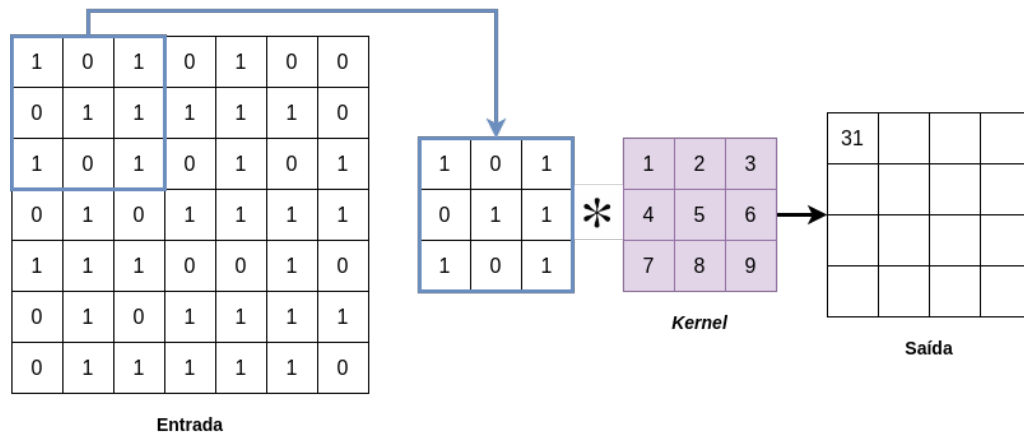 1 0 1 0 1 0 0
0 1 1 1 1 1 0
1 0 1 0 1 0 1
0 1 0 1 1 1 1
1 1 1 0 0 1 0
0 1 0 1 1 1 1
0 1 1 1 1 1 0
Entrada
1 0 1
0 1 1
1 0 1
*
1 2 3
4 5 6
7 8 9
Kernel
31
Saída